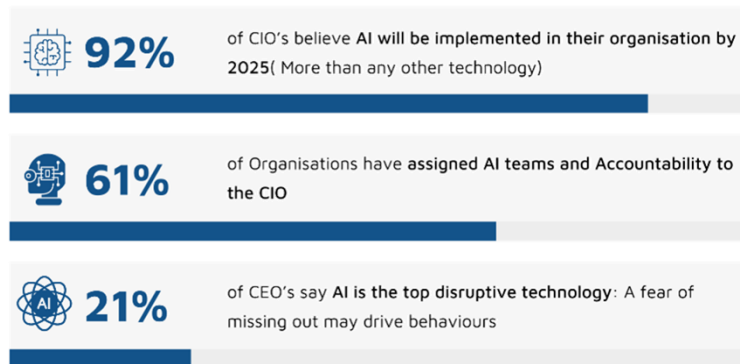 92%
of CIO's believe AI will be implemented in their organisation by
2025( More than any other technology)
61%
of Organisations have assigned AI teams and Accountability to
the CIO
AI
21%
of CEO's say AI is the top disruptive technology: A fear of
missing out may drive behaviours